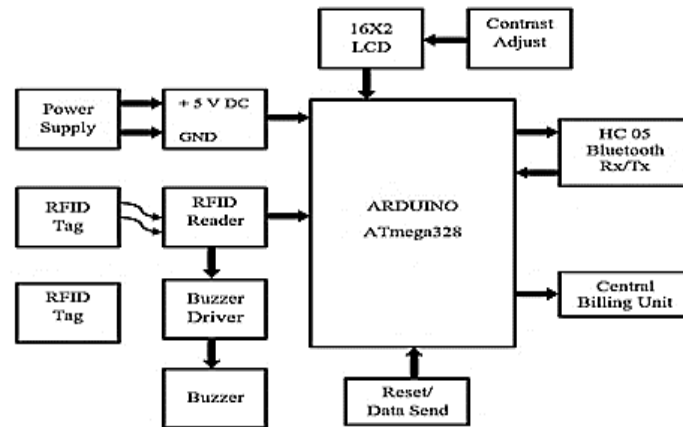 16X2
LCD
Contrast
Adjust
Power
Supply
+ 5 V DC
GND
HC 05
Bluetooth
Rx/Tx
RFID
Tag
RFID
Reader
ARDUINO
ATmega328
RFID
Tag
Buzzer
Driver
Central
Billing Unit
Buzzer
Reset/
Data Send